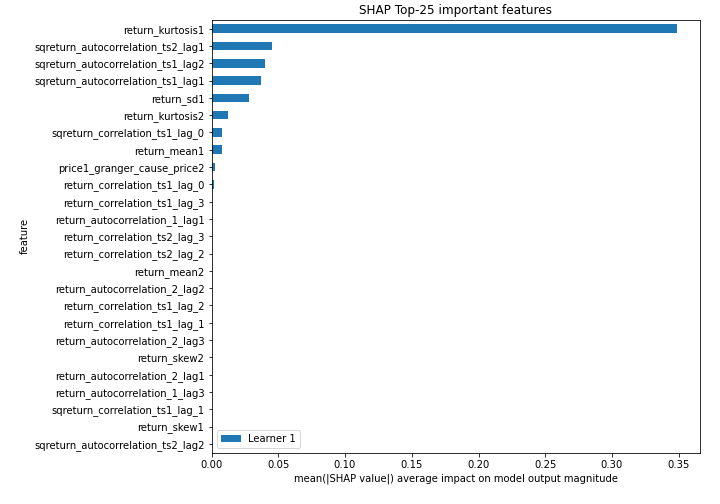 SHAP Top-25 important features
return_kurtosis1
sqreturn_autocorrelation_ts2_lag1
sqreturn_autocorrelation_ts1_lag2
sqreturn_autocorrelation_ts1_lag1
return_sd1
return_kurtosis2
sqreturn_correlation_ts1_lag_0
return_mean1
price1_granger_cause_price2
return_correlation_ts1_lag_0
return_correlation_ts1_lag_3
return_autocorrelation_1_lag1
return_correlation_ts2_lag_3
return_correlation_ts2_lag_2
return_mean2
return_autocorrelation_2_lag2
return_correlation_ts1_lag_2
return_correlation_ts1_lag_1
return_autocorrelation_2_lag3
return_skew2
return_autocorrelation_2_lag1
return_autocorrelation_1_lag3
sqreturn_correlation_ts1_lag_1
return_skew1
sqreturn_autocorrelation_ts2_lag2
feature
Learner 1
0.00 0.05 0.10 0.15 0.20 0.25 0.30 0.35
mean(|SHAP value|) average impact on model output magnitude